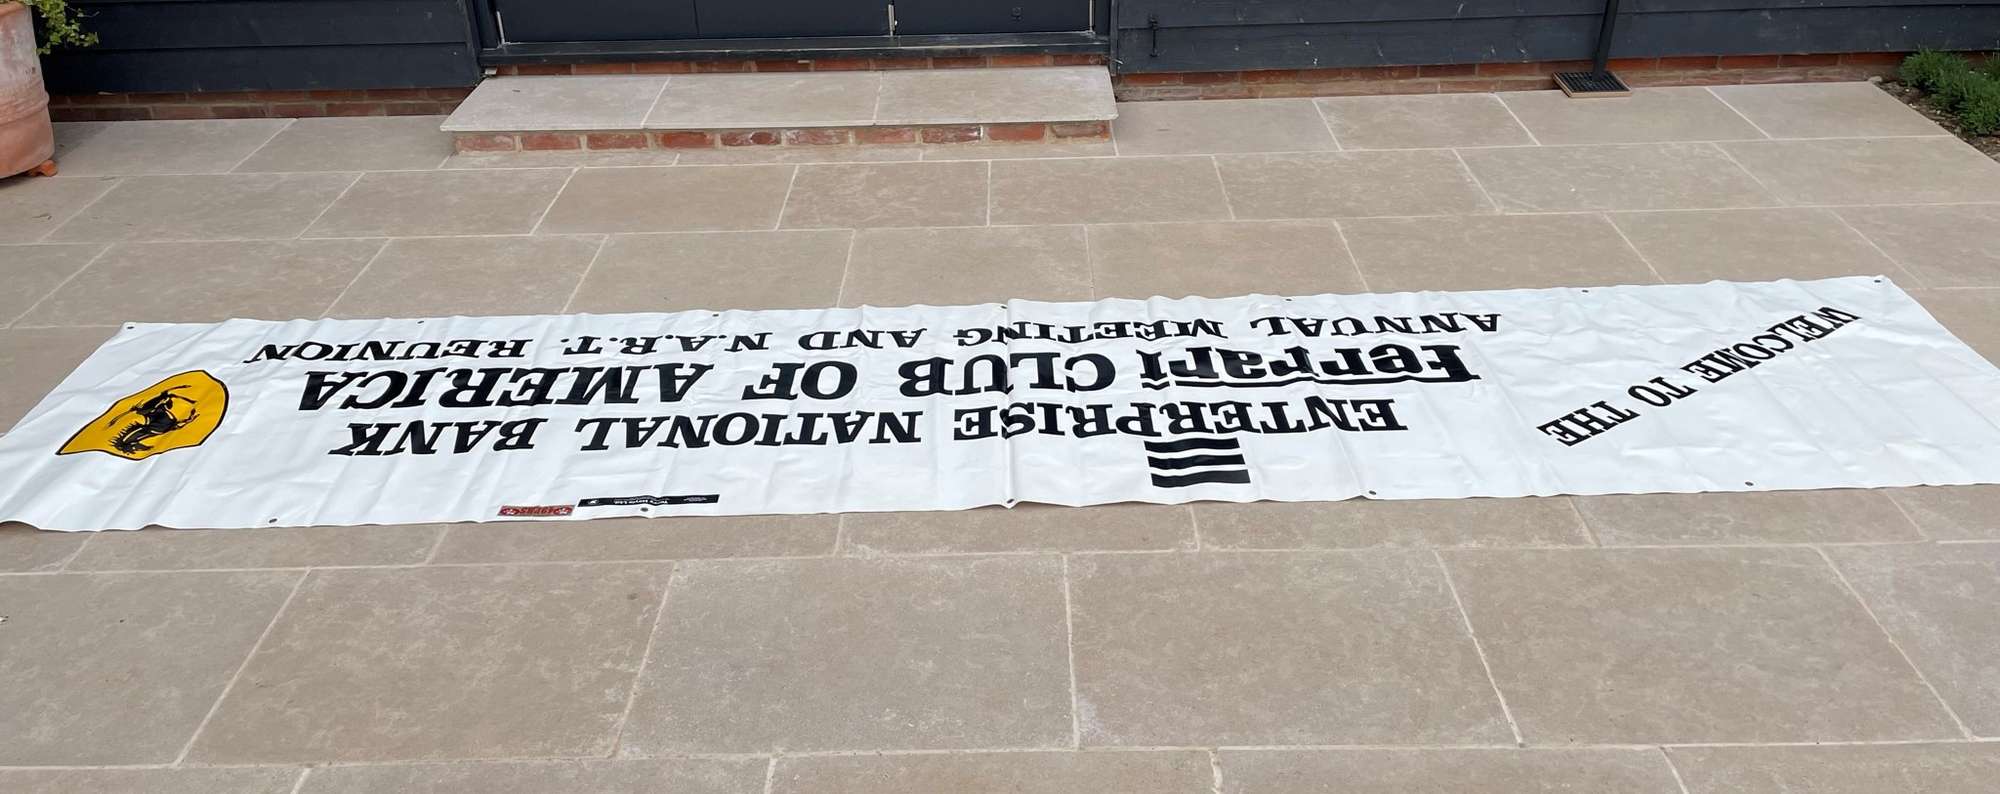 WELCOME TO THE
ENTERPRISE NATIONAL BANK
Ferrari CLUB OF AMERICA
ANNUAL MEETING AND N.A.R.T. REUNION